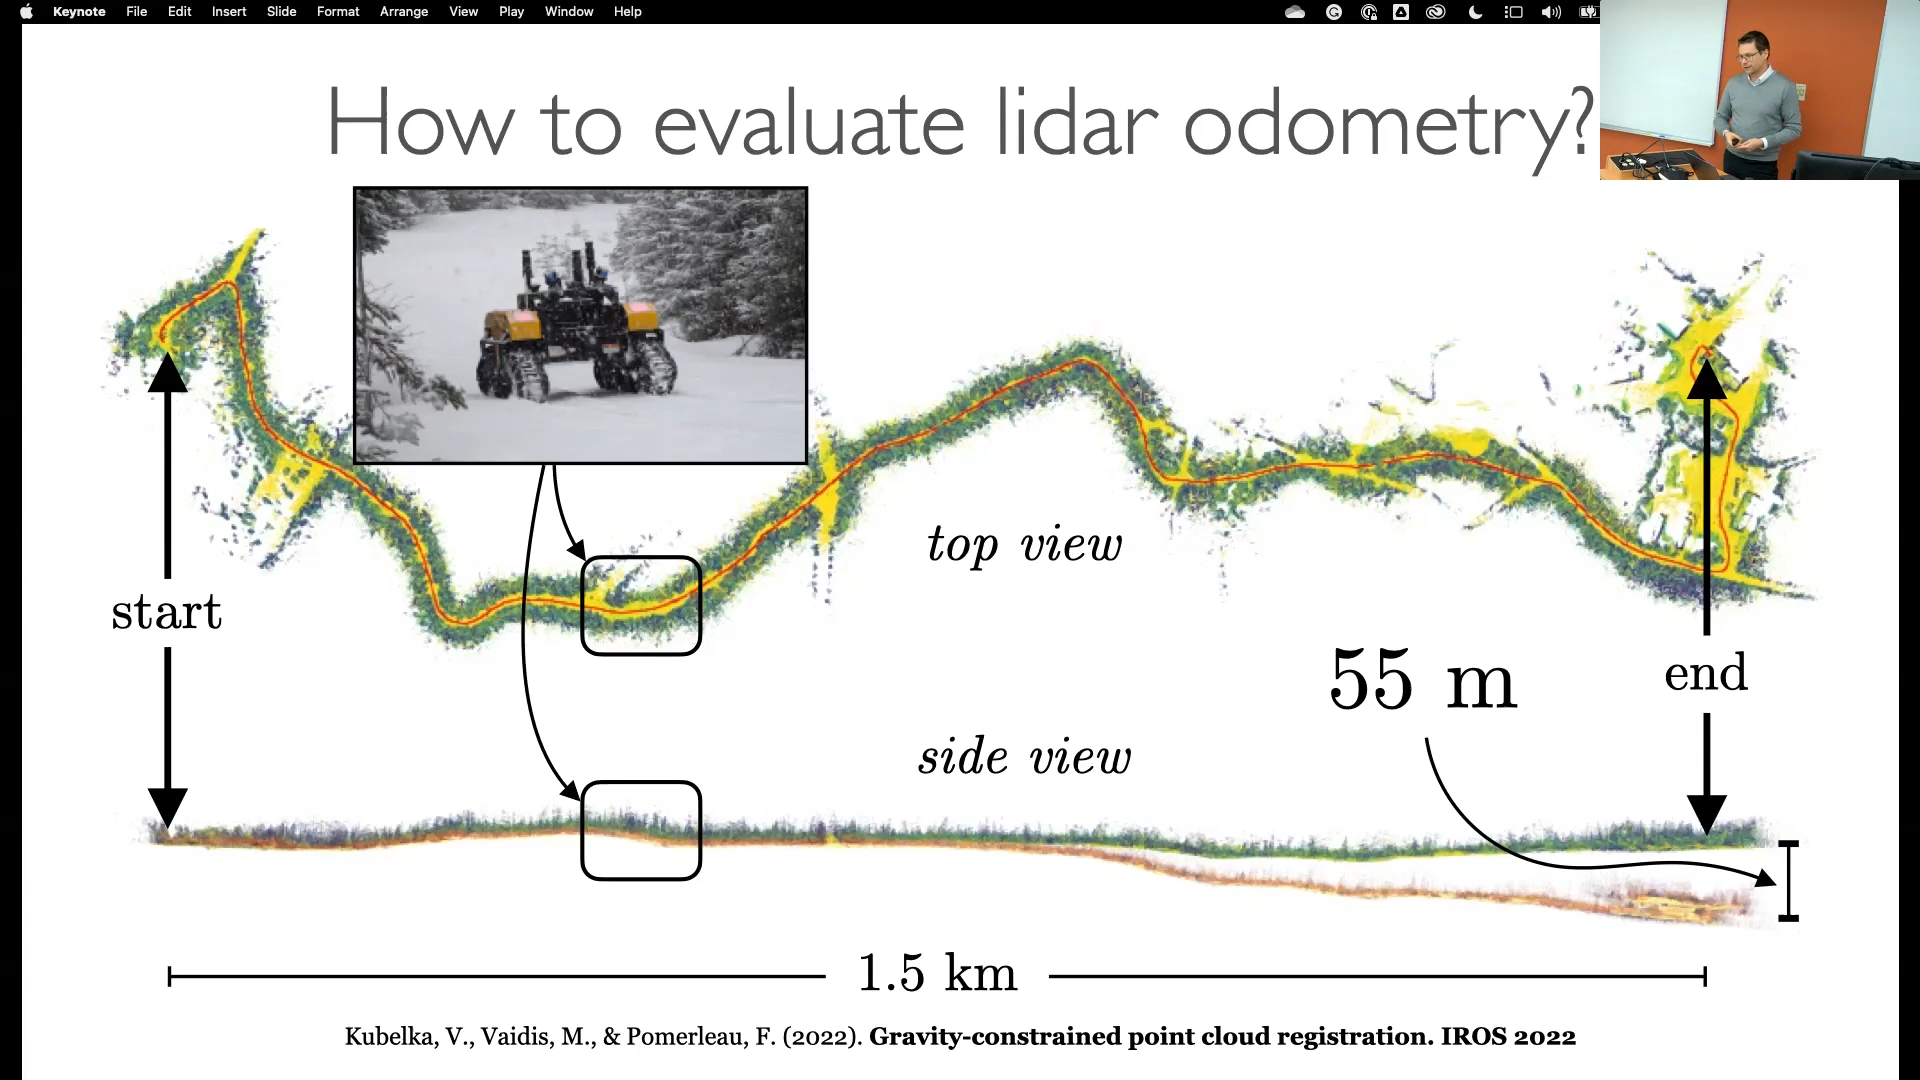 Keynote File Edit Insert Slide Format Arrange View Play Window Help
How to evaluate lidar odometry?
top view
start
55 m
end
side view
1.5 km
Kubelka, V., Vaidis, M., & Pomerleau, F. (2022). Gravity-constrained point cloud registration. IROS 2022